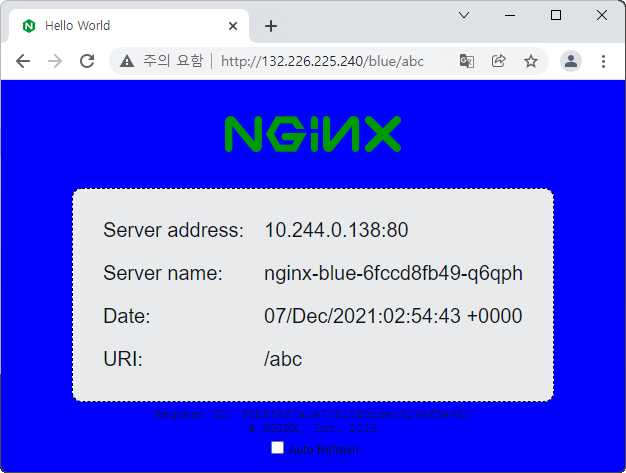 Hello World
주의 요함 | http://132.226.225.240/blue/abc
NGINX
Server address: 10.244.0.138:80
Server name: nginx-blue-6fccd8fb49-q6qph
Date: 07/Dec/2021:02:54:43 +0000
URI: /abc
Request ID:
© NGINX, Inc. 2018
Auto Refresh